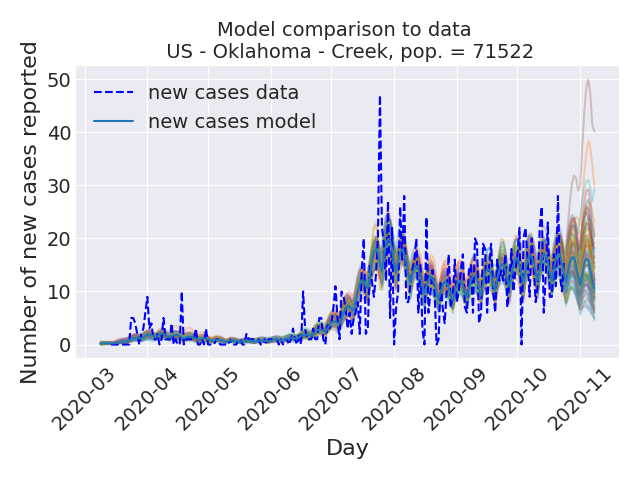 Model comparison to data
US - Oklahoma - Creek, pop. = 71522
Number of new cases reported
50
40
30
20
10
0
new cases data
new cases model
2020-03
2020-04
2020-05
2020-06
2020-07
2020-08
2020-09
2020-10
2020-11
Day